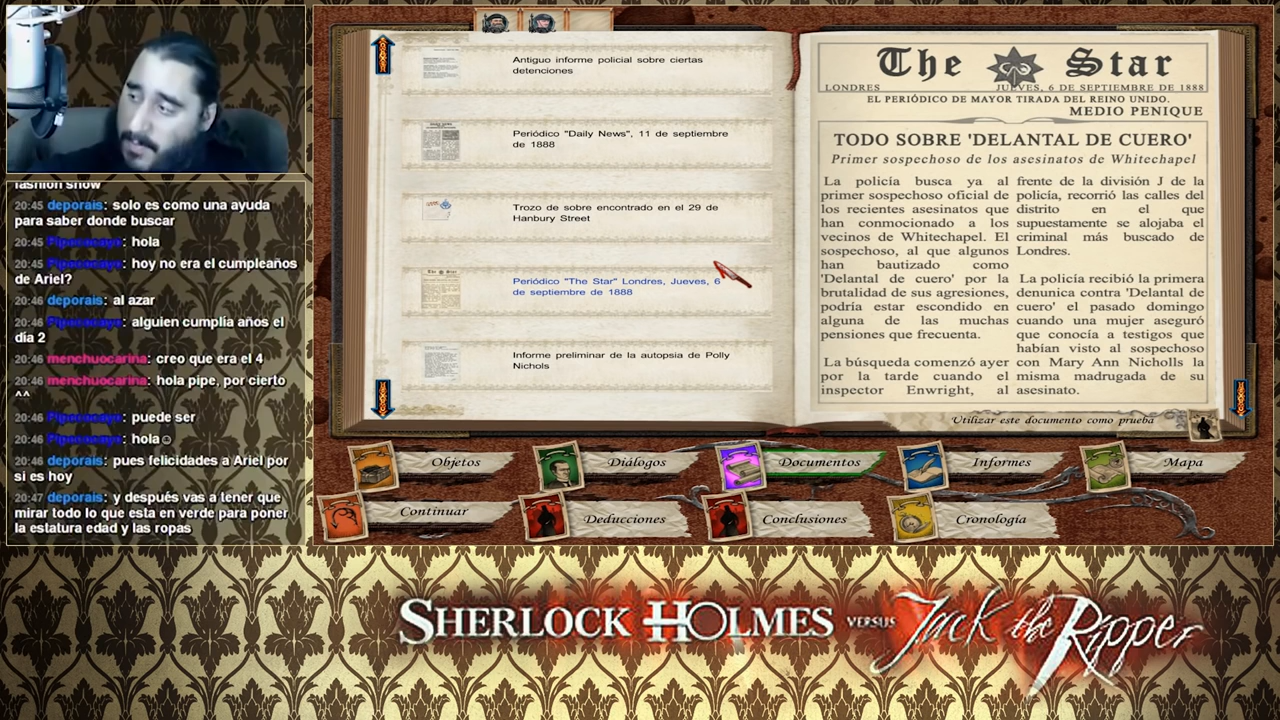 fashion show
20:45 deporais: solo es como una ayuda
para saber donde buscar
20:45 Pipenacayo: hola
20:45 Pipenacayo: hoy no era el cumpleaños
de Ariel?
20:46 deporais: al azar
20:46 alguien cumplia años el
día 2
20:46 menchuocarina: creo que era el 4
20:46 menchuocarina: hola pipe, por cierto
^^
20:46 puede ser
20:46 hola☺
20:46 deporais: pues felicidades a Ariel por
si es hoy
20:47 deporais: y después vas a tener que
mirar todo lo que esta en verde para poner
la estatura edad y las ropas
Antiguo informe policial sobre ciertas
detenciones
Periódico "Daily News", 11 de septiembre
de 1888
Trozo de sobre encontrado en el 29 de
Hanbury Street
Periódico "The Star" Londres, Jueves, 6
de septiembre de 1888
Informe preliminar de la autopsia de Polly
Nichols
The Star
LONDRES JUEVES, 6 DE SEPTIEMBRE DE 1888
EL PERIÓDICO DE MAYOR TIRADA DEL REINO UNIDO.
MEDIO PENIQUE
TODO SOBRE 'DELANTAL DE CUERO'
Primer sospechoso de los asesinatos de Whitechapel
La policía busca ya al
primer sospechoso oficial de
los recientes asesinatos que
han conmocionado a los
vecinos de Whitechapel. El
sospechoso, al que algunos
han bautizado como
'Delantal de cuero' por la
brutalidad de sus agresiones,
podría estar escondido en
alguna de las muchas
pensiones que frecuenta.
La búsqueda comenzó ayer
por la tarde cuando el
inspector Enwright, al
frente de la división J de la
policía, recorrió las calles del
distrito en el que
supuestamente se alojaba el
criminal más buscado de
Londres.
La policía recibió la primera
denunica contra 'Delantal de
cuero' el pasado domingo
cuando una mujer aseguró
que conocía a testigos que
habían visto al sospechoso
con Mary Ann Nicholls la
misma madrugada de su
asesinato.
Utilizar este documento como prueba
Objetos
Diálogos
Documentos
Informes
Mapa
Continuar
Deducciones
Conclusiones
Cronología
SHERLOCK HOLMES VERSUS Jack the Ripper